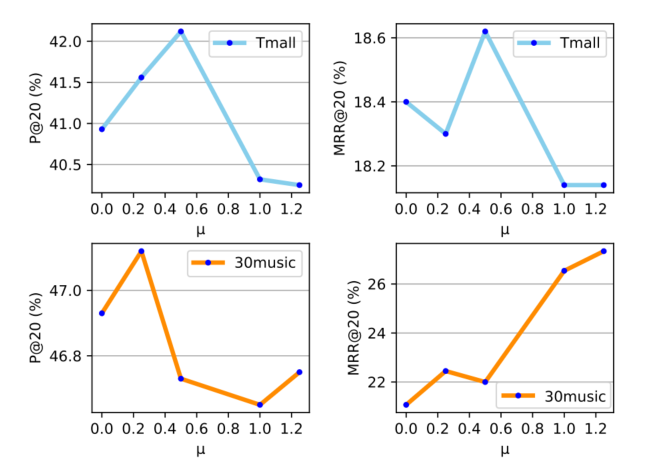 42.0
41.5
41.0
40.5
P@20 (%)
Tmall
0.0 0.2 0.4 0.6 0.8 1.0 1.2
μ
18.6
18.4
18.2
MRR@20 (%)
Tmall
0.0 0.2 0.4 0.6 0.8 1.0 1.2
μ
47.0
46.8
P@20 (%)
30music
0.0 0.2 0.4 0.6 0.8 1.0 1.2
μ
26
24
22
MRR@20 (%)
30music
0.0 0.2 0.4 0.6 0.8 1.0 1.2
μ